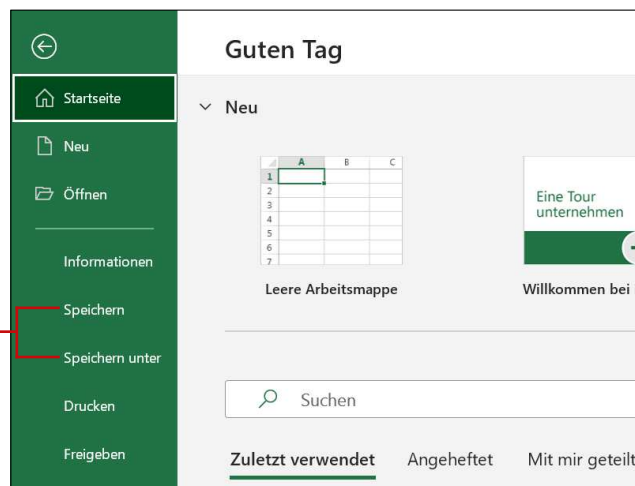 Guten Tag
Startseite
Neu
Öffnen
Informationen
Speichern
Speichern unter
Drucken
Freigeben
Neu
A B C
1
2
3
4
5
6
7
Leere Arbeitsmappe
Eine Tour
unternehmen
Willkommen bei
Suchen
Zuletzt verwendet Angeheftet Mit mir geteilt